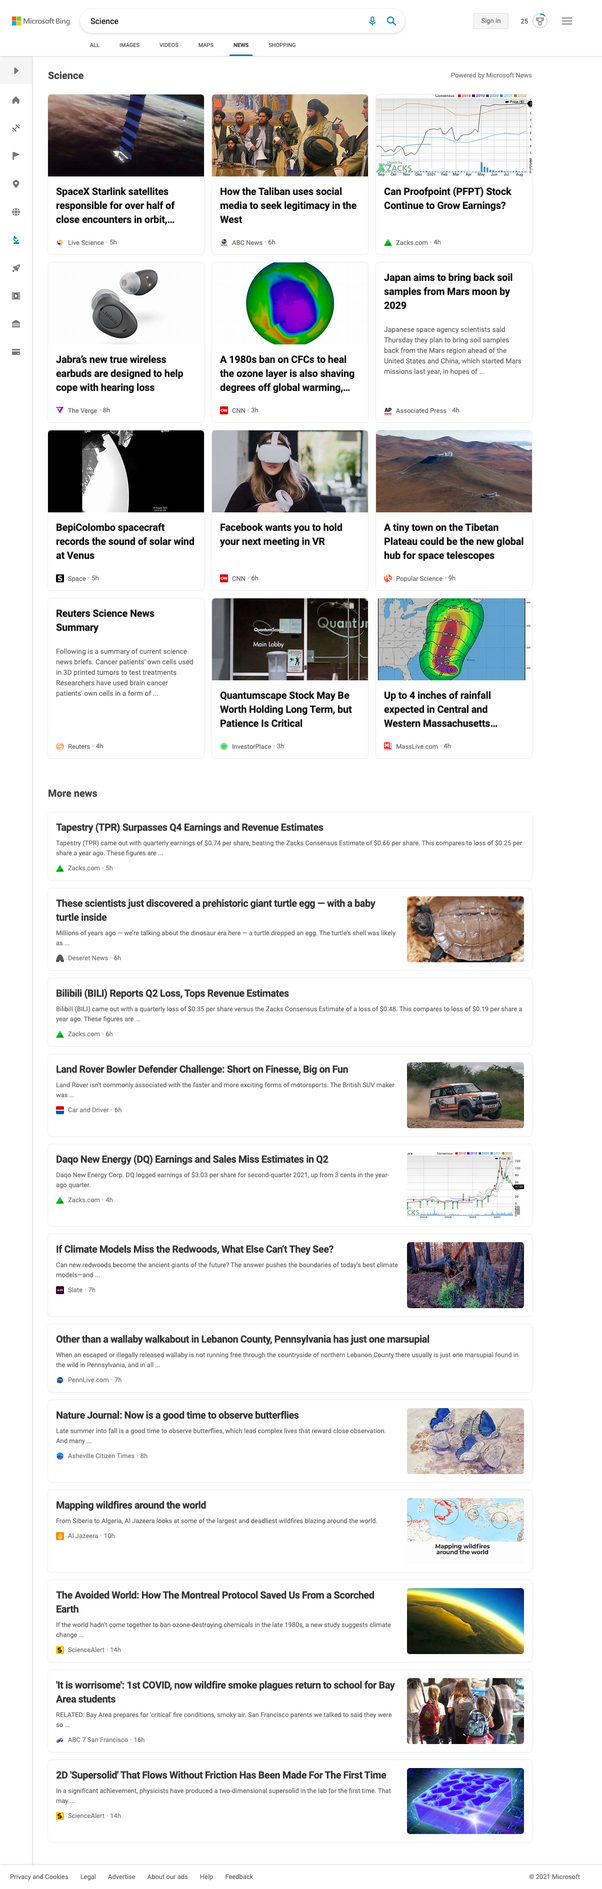 Microsoft Bing
Science
Sign in
25
ALL
IMAGES
VIDEOS
MAPS
NEWS
SHOPPING
Science
Powered by Microsoft News
SpaceX Starlink satellites
responsible for over half of
close encounters in orbit,...
Live Science · 5h
How the Taliban uses social
media to seek legitimacy in the
West
ABC News · 6h
Can Proofpoint (PFPT) Stock
Continue to Grow Earnings?
Zacks.com · 4h
Jabra's new true wireless
earbuds are designed to help
cope with hearing loss
The Verge · 8h
A 1980s ban on CFCs to heal
the ozone layer is also shaving
degrees off global warming,...
CNN · 3h
Japan aims to bring back soil
samples from Mars moon by
2029
Japanese space agency scientists said
Thursday they plan to bring soil samples
back from the Mars region ahead of the
United States and China, which started Mars
missions last year, in hopes of ...
AP
Associated Press · 4h
BepiColombo spacecraft
records the sound of solar wind
at Venus
Space · 5h
Facebook wants you to hold
your next meeting in VR
CNN · 6h
A tiny town on the Tibetan
Plateau could be the new global
hub for space telescopes
Popular Science · 9h
Reuters Science News
Summary
Following is a summary of current science
news briefs. Cancer patients' own cells used
in 3D printed tumors to test treatments
Researchers have used brain cancer
patients' own cells in a form of ...
Reuters · 4h
QuantumScape
Quantum
Main Lobby
Quantumscape Stock May Be
Worth Holding Long Term, but
Patience Is Critical
InvestorPlace · 3h
Up to 4 inches of rainfall
expected in Central and
Western Massachusetts...
MassLive.com · 4h
More news
Tapestry (TPR) Surpasses Q4 Earnings and Revenue Estimates
Tapestry (TPR) came out with quarterly earnings of $0.74 per share, beating the Zacks Consensus Estimate of $0.66 per share. This compares to loss of $0.25 per
share a year ago. These figures are ...
Zacks.com · 5h
These scientists just discovered a prehistoric giant turtle egg — with a baby
turtle inside
Millions of years ago — we're talking about the dinosaur era here — a turtle dropped an egg. The turtle's shell was likely
as ...
Deseret News · 6h
Bilibili (BILI) Reports Q2 Loss, Tops Revenue Estimates
Bilibili (BILI) came out with a quarterly loss of $0.35 per share versus the Zacks Consensus Estimate of a loss of $0.48. This compares to loss of $0.19 per share a
year ago. These figures are ...
Zacks.com · 6h
Land Rover Bowler Defender Challenge: Short on Finesse, Big on Fun
Land Rover isn't commonly associated with the faster and more exciting forms of motorsports. The British SUV maker
was ...
Car and Driver · 6h
Daqo New Energy (DQ) Earnings and Sales Miss Estimates in Q2
Daqo New Energy Corp. DQ logged earnings of $3.03 per share for second-quarter 2021, up from 3 cents in the year-
ago quarter.
Zacks.com · 4h
If Climate Models Miss the Redwoods, What Else Can't They See?
Can new redwoods become the ancient giants of the future? The answer pushes the boundaries of today's best climate
models—and ...
Slate · 7h
Other than a wallaby walkabout in Lebanon County, Pennsylvania has just one marsupial
When an escaped or illegally released wallaby is not running free through the countryside of northern Lebanon County there usually is just one marsupial found in
the wild in Pennsylvania, and in all ...
PennLive.com · 7h
Nature Journal: Now is a good time to observe butterflies
Late summer into fall is a good time to observe butterflies, which lead complex lives that reward close observation.
And many ...
Asheville Citizen Times · 8h
Mapping wildfires around the world
From Siberia to Algeria, Al Jazeera looks at some of the largest and deadliest wildfires blazing around the world.
Al Jazeera · 10h
Mapping wildfires
around the world
The Avoided World: How The Montreal Protocol Saved Us From a Scorched
Earth
If the world hadn't come together to ban ozone-destroying chemicals in the late 1980s, a new study suggests climate
change ...
ScienceAlert · 14h
'It is worrisome': 1st COVID, now wildfire smoke plagues return to school for Bay
Area students
RELATED: Bay Area prepares for 'critical' fire conditions, smoky air. San Francisco parents we talked to said they were
so ...
ABC 7 San Francisco · 16h
2D 'Supersolid' That Flows Without Friction Has Been Made For The First Time
In a significant achievement, physicists have produced a two-dimensional supersolid in the lab for the first time. That
may ...
ScienceAlert · 14h
Privacy and Cookies
Legal
Advertise
About our ads
Help
Feedback
© 2021 Microsoft